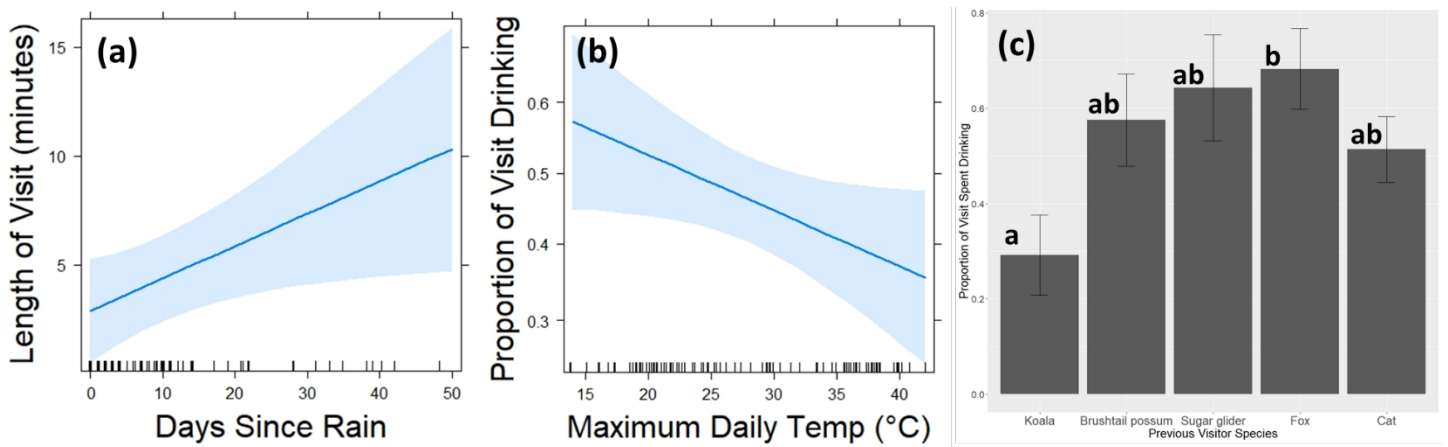 (a)
Length of Visit (minutes)
15
10
5
0
10
20
30
40
50
Days Since Rain
(b)
Proportion of Visit Drinking
0.6
0.5
0.4
0.3
15
20
25
30
35
40
Maximum Daily Temp (°C)
(c)
Proportion of Visit Spent Drinking
0.8
0.6
0.4
0.2
0.0
a
ab
ab
b
ab
Koala
Brushtail possum
Sugar glider
Fox
Cat
Previous Visitor Species